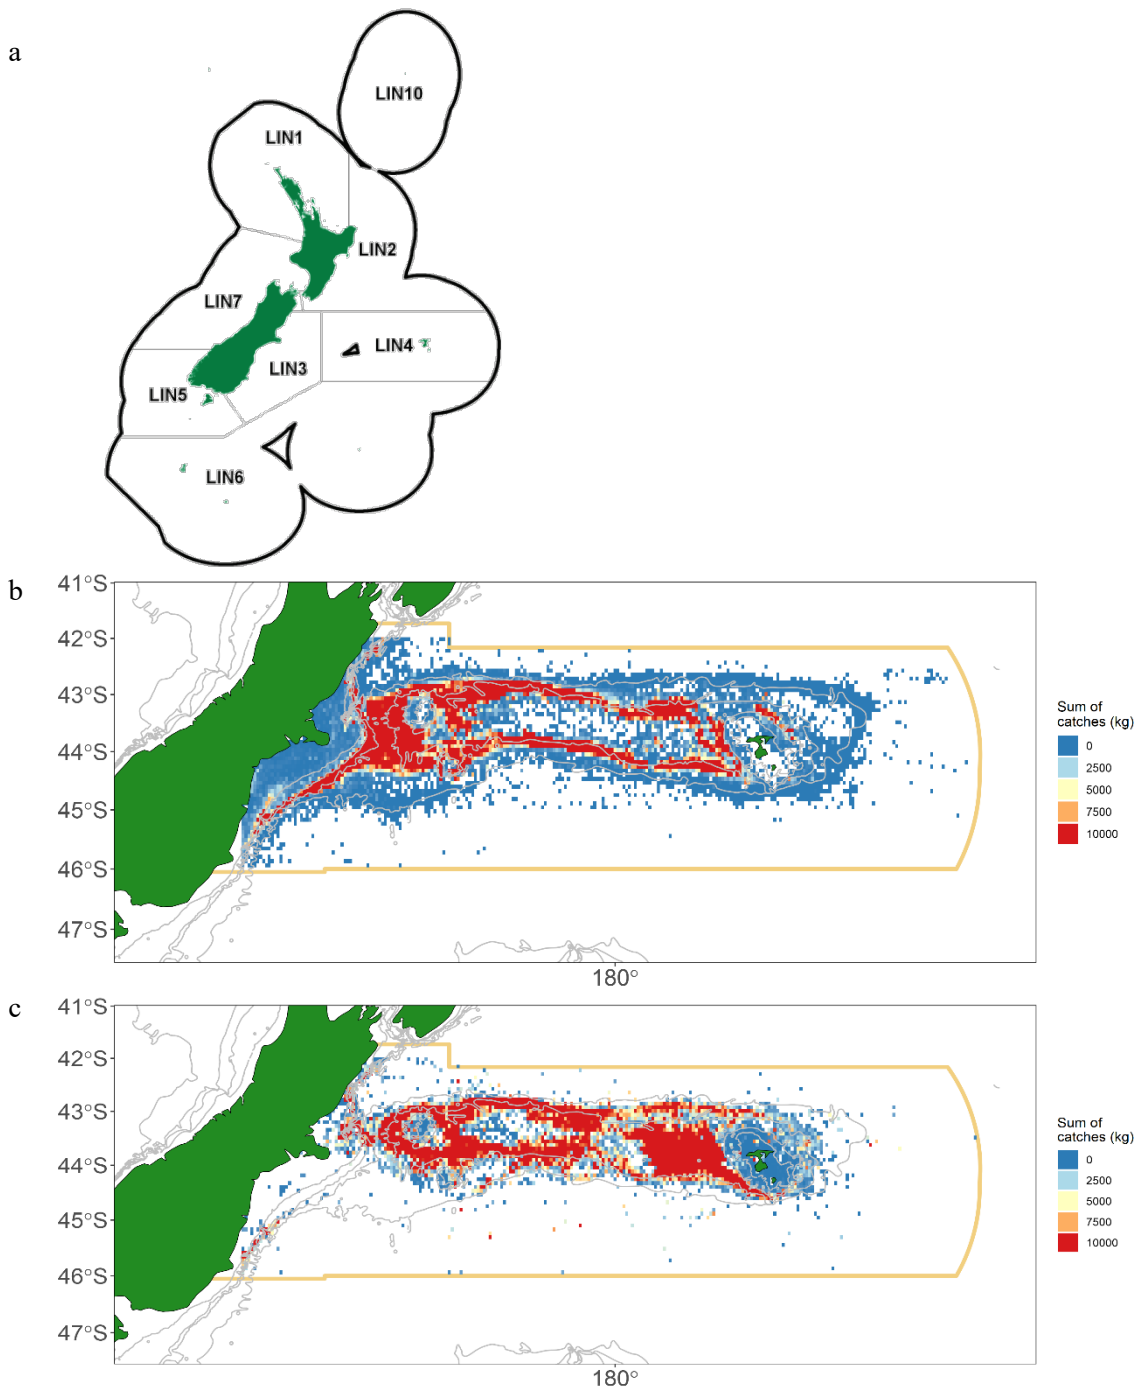 a
LIN10
LIN1
LIN2
LIN7
LIN4
LIN3
LIN5
LIN6
b
41°S
42°S
43°S
44°S
45°S
46°S
47°S
180°
Sum of
catches (kg)
0
2500
5000
7500
10000
c
41°S
42°S
43°S
44°S
45°S
46°S
47°S
180°
Sum of
catches (kg)
0
2500
5000
7500
10000